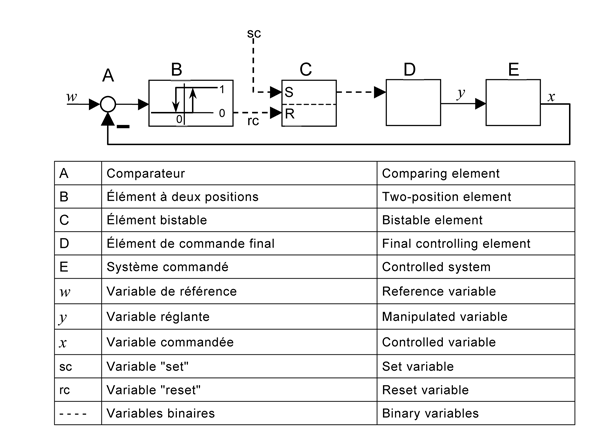 sc
A B C D E
w 1 S y x
0 0 rc R
A Comparateur Comparing element
B Élément à deux positions Two-position element
C Élément bistable Bistable element
D Élément de commande final Final controlling element
E Système commandé Controlled system
w Variable de référence Reference variable
y Variable réglante Manipulated variable
x Variable commandée Controlled variable
sc Variable "set" Set variable
rc Variable "reset" Reset variable
---- Variables binaires Binary variables